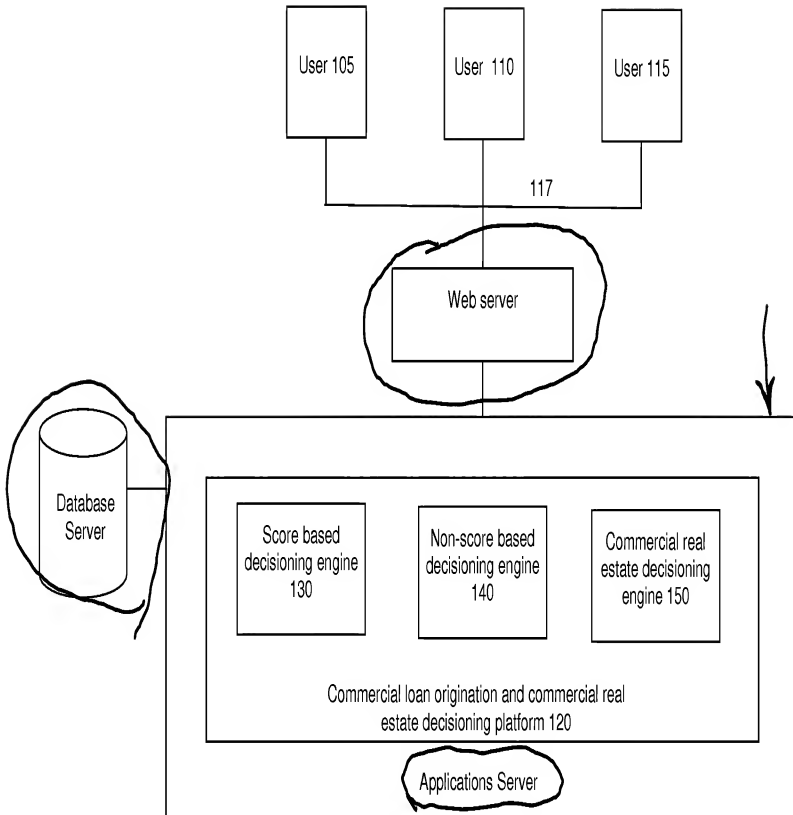 User 105
User 110
User 115
117
Web server
Database
Server
Score based
decisioning engine
130
Non-score based
decisioning engine
140
Commercial real
estate decisioning
engine 150
Commercial loan origination and commercial real
estate decisioning platform 120
Applications Server